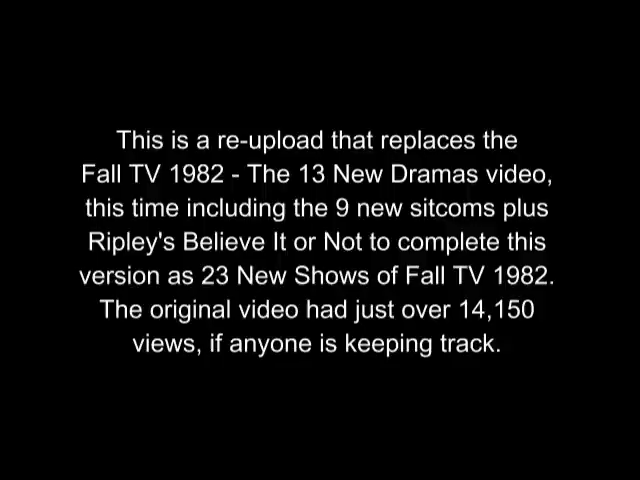 This is a re-upload that replaces the
Fall TV 1982 - The 13 New Dramas video,
this time including the 9 new sitcoms plus
Ripley's Believe It or Not to complete this
version as 23 New Shows of Fall TV 1982.
The original video had just over 14,150
views, if anyone is keeping track.